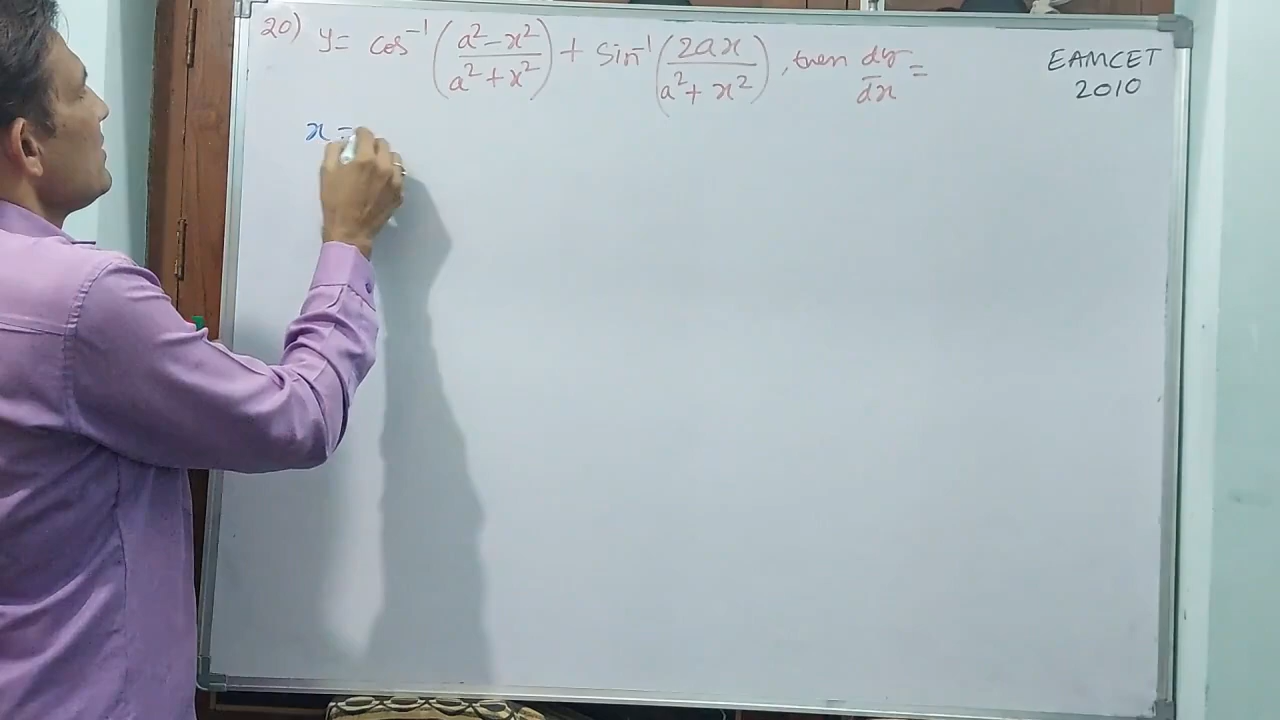 20) y = cos⁻¹((a² - x²)/(a² + x²)) + sin⁻¹(2ax/(a² + x²)), then dy/dx =
EAMCET
2010
x =